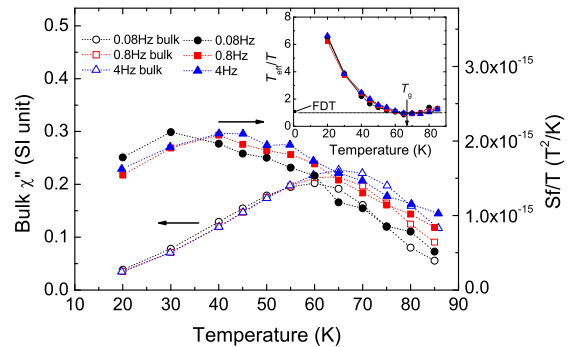 0.08Hz bulk 0.08Hz
0.8Hz bulk 0.8Hz
4Hz bulk 4Hz
Bulk χ" (SI unit)
0.5
0.4
0.3
0.2
0.1
0.0
10 20 30 40 50 60 70 80 90
Temperature (K)
Sf/T (T²/K)
3.0x10⁻¹⁵
2.0x10⁻¹⁵
1.0x10⁻¹⁵
0.0
T_eff/T
8
6
4
2
0
FDT
T_g
0 20 40 60 80
Temperature (K)